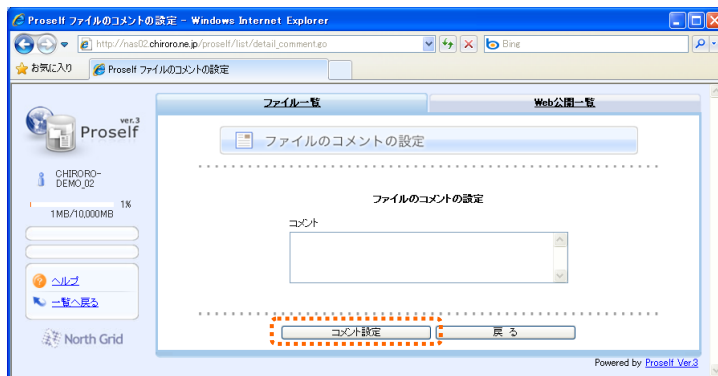 Proself ファイルのコメントの設定 - Windows Internet Explorer
http://nas02.chiroro.ne.jp/proself/list/detail_comment.go
Bing
お気に入り
Proself ファイルのコメントの設定
ファイル一覧
Web公開一覧
ver.3
Proself
ファイルのコメントの設定
CHIRORO-
DEMO_02
1%
1MB/10,000MB
ファイルのコメントの設定
コメント
ヘルプ
一覧へ戻る
コメント設定
戻 る
North Grid
Powered by Proself Ver.3